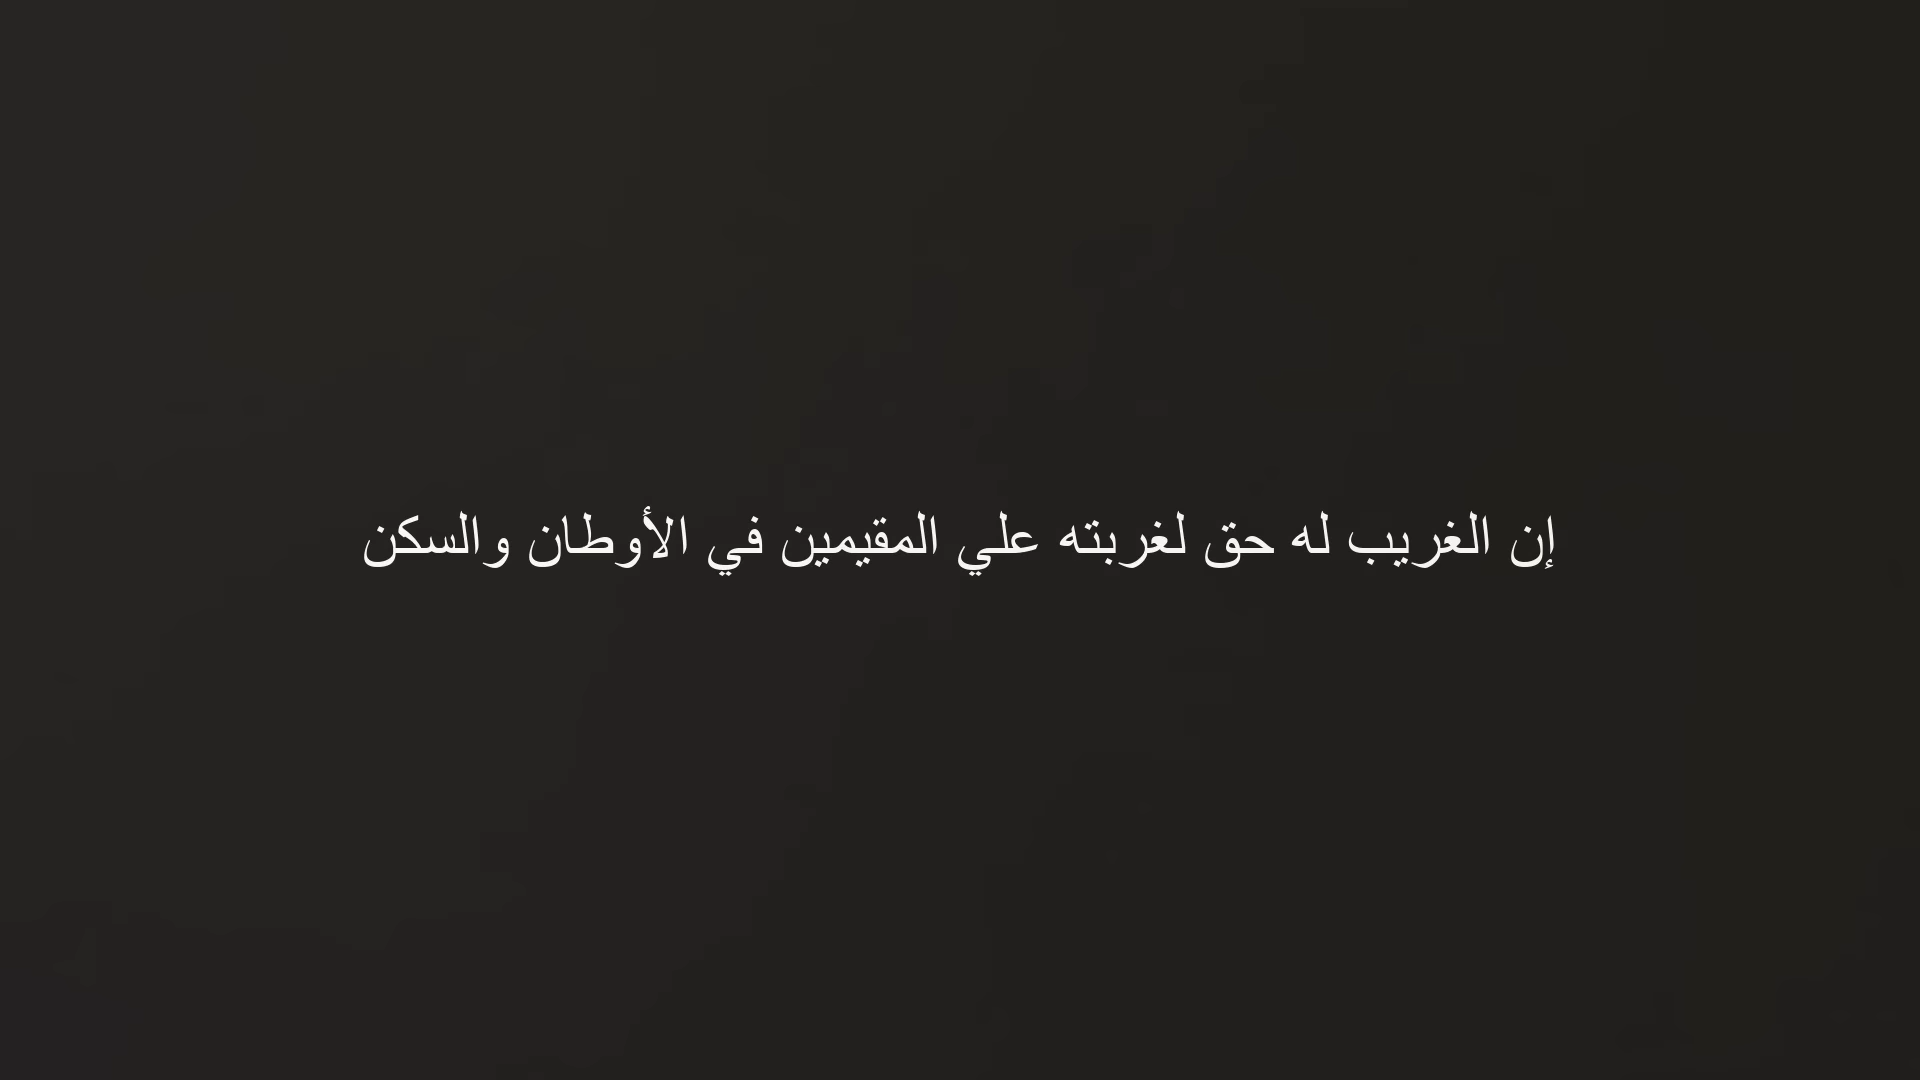 إن الغريب له حق لغربته علي المقيمين في الأوطان والسكن